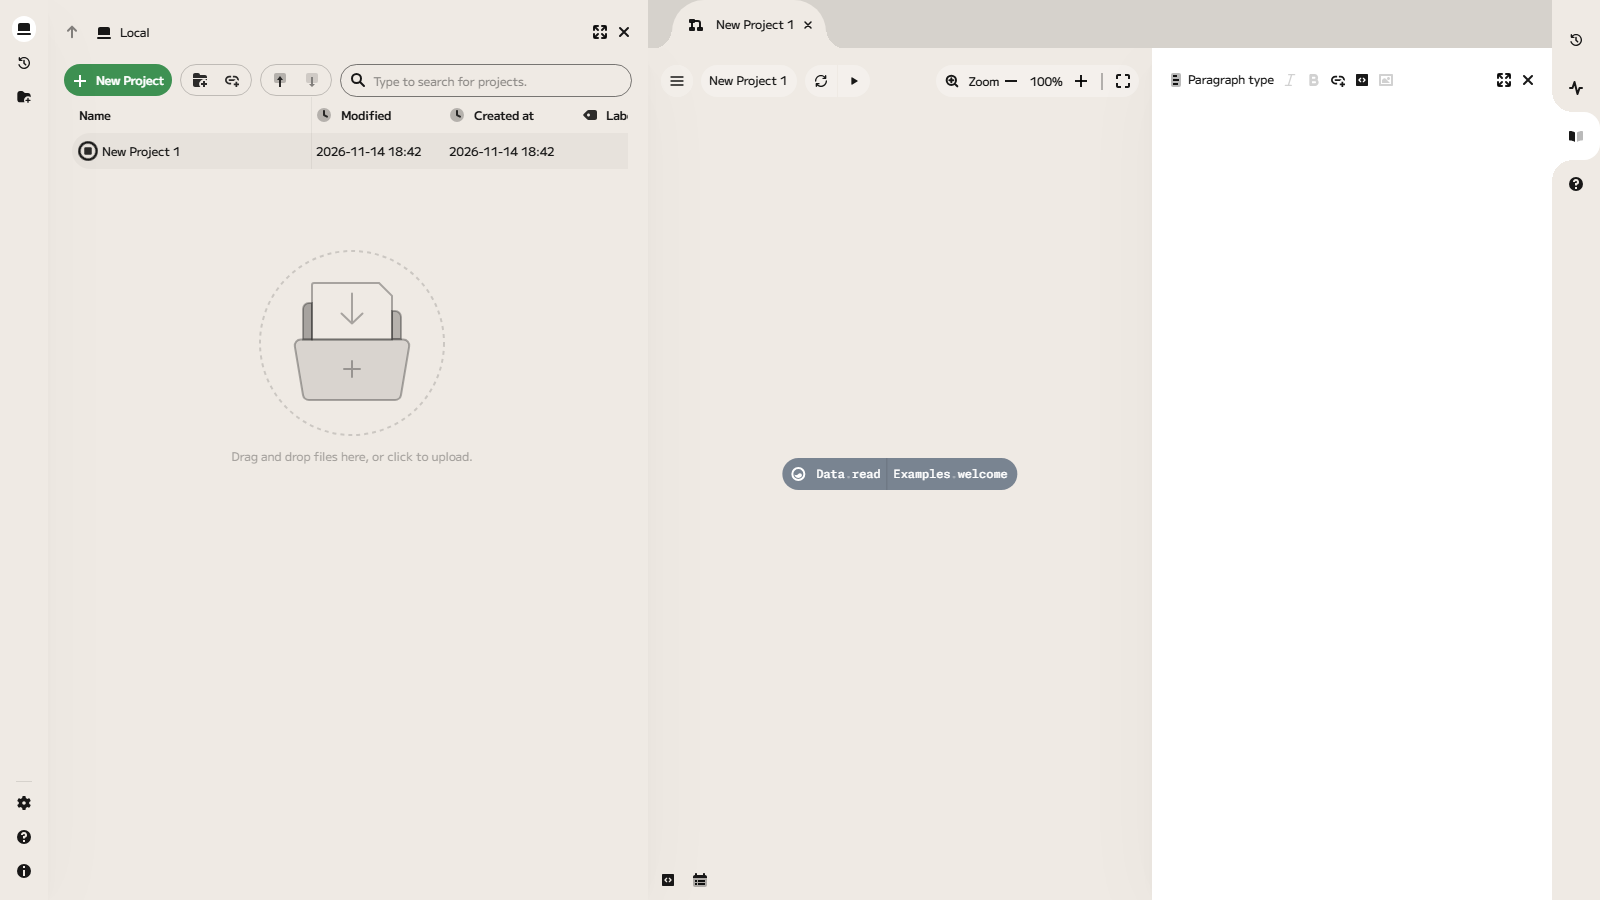 Local
New Project
Type to search for projects.
Name
Modified
Created at
Lab
New Project 1
2026-11-14 18:42
2026-11-14 18:42
Drag and drop files here, or click to upload.
New Project 1
New Project 1
Zoom
100%
Data.read
Examples.welcome
Paragraph type